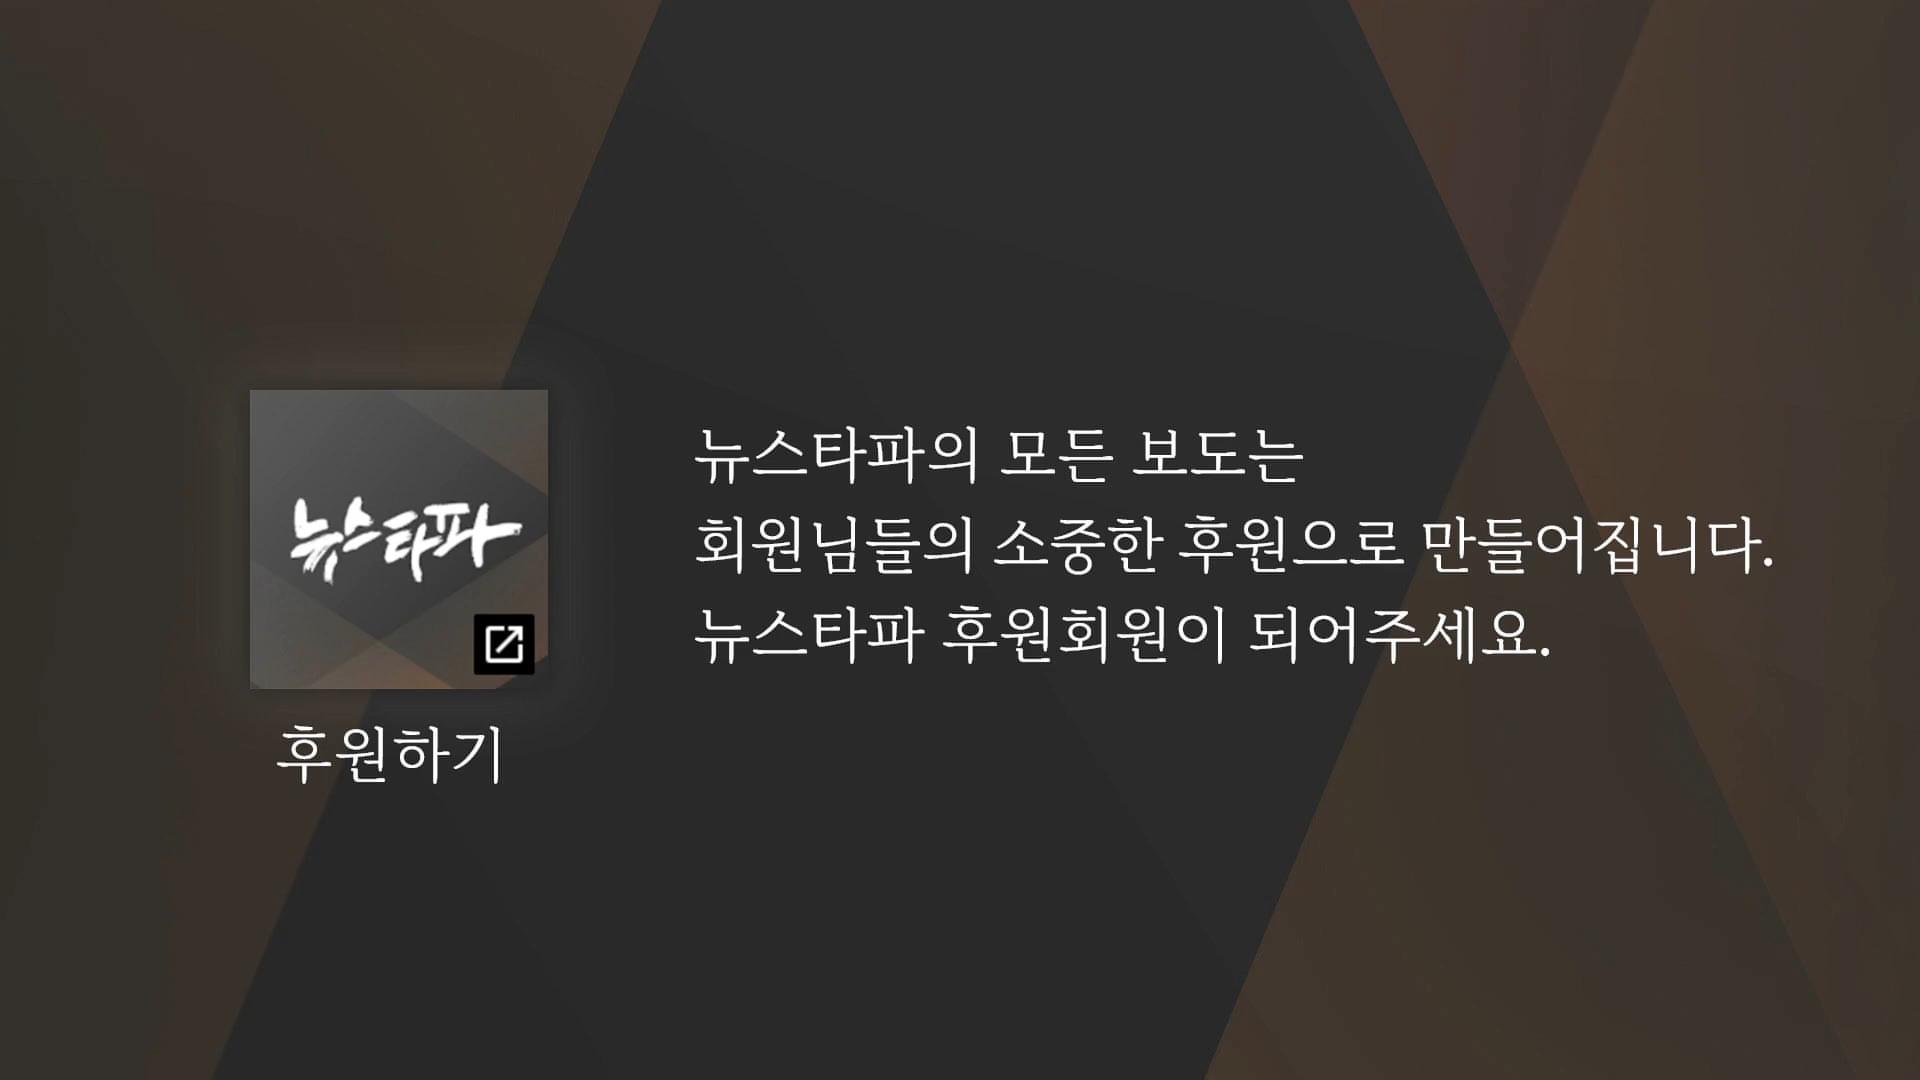 뉴스타파
후원하기
뉴스타파의 모든 보도는
회원님들의 소중한 후원으로 만들어집니다.
뉴스타파 후원회원이 되어주세요.